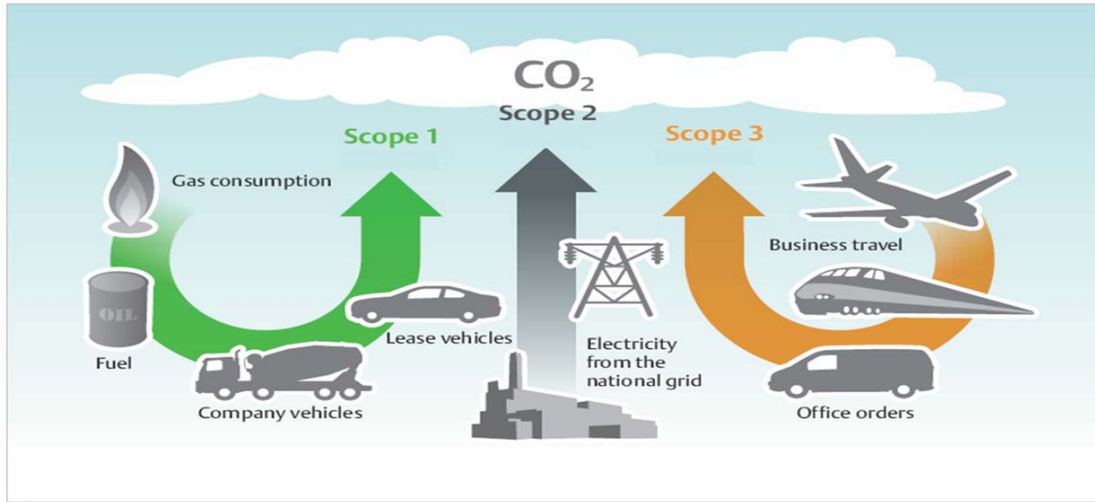 CO₂
Scope 2
Scope 1
Scope 3
Gas consumption
OIL
Fuel
Company vehicles
Lease vehicles
Electricity
from the
national grid
Business travel
Office orders